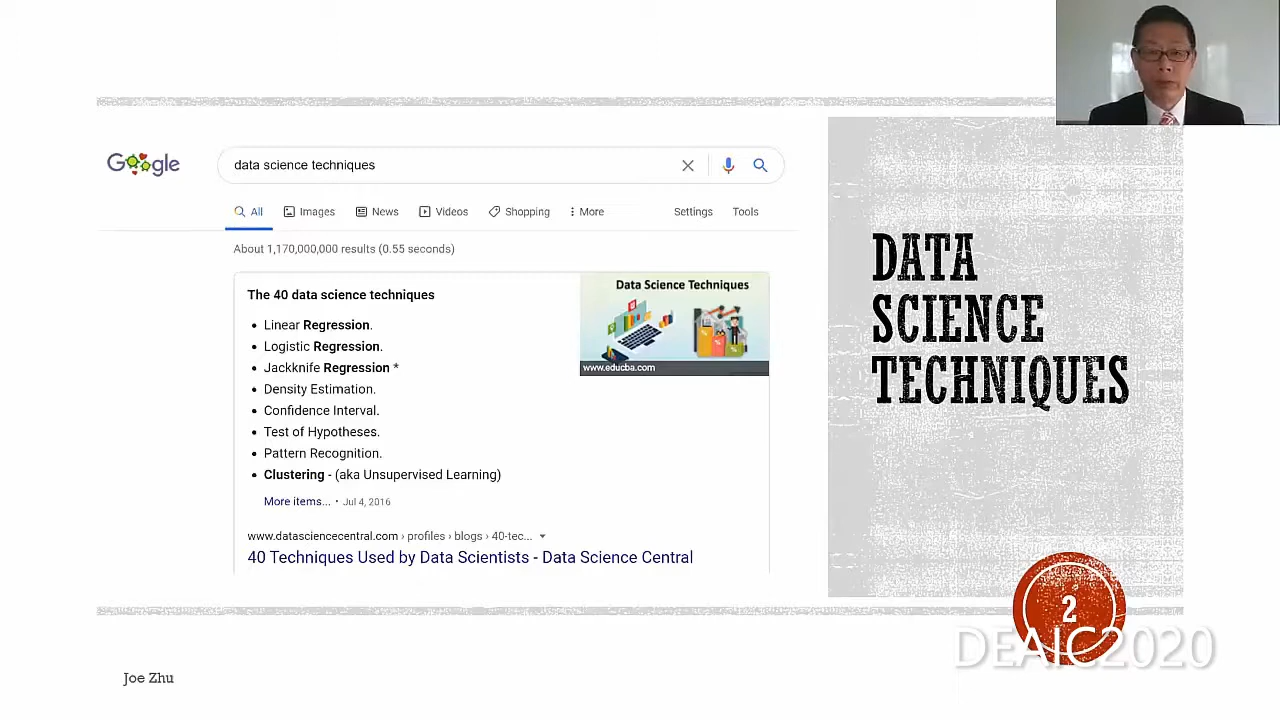 Google
data science techniques
All Images News Videos Shopping More Settings Tools
About 1,170,000,000 results (0.55 seconds)
The 40 data science techniques
• Linear Regression.
• Logistic Regression.
• Jackknife Regression *
• Density Estimation.
• Confidence Interval.
• Test of Hypotheses.
• Pattern Recognition.
• Clustering - (aka Unsupervised Learning)
More items... • Jul 4, 2016
Data Science Techniques
www.educba.com
www.datasciencecentral.com › profiles › blogs › 40-tec...
40 Techniques Used by Data Scientists - Data Science Central
DATA
SCIENCE
TECHNIQUES
2
DEAIC2020
Joe Zhu